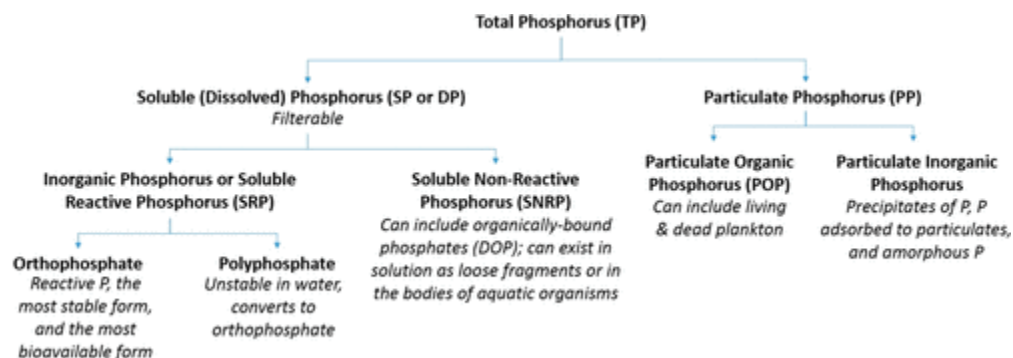 Total Phosphorus (TP)
Soluble (Dissolved) Phosphorus (SP or DP)
Filterable
Particulate Phosphorus (PP)
Inorganic Phosphorus or Soluble
Reactive Phosphorus (SRP)
Soluble Non-Reactive
Phosphorus (SNRP)
Can include organically-bound
phosphates (DOP); can exist in
solution as loose fragments or in
the bodies of aquatic organisms
Particulate Organic
Phosphorus (POP)
Can include living
& dead plankton
Particulate Inorganic
Phosphorus
Precipitates of P, P
adsorbed to particulates,
and amorphous P
Orthophosphate
Reactive P, the
most stable form,
and the most
bioavailable form
Polyphosphate
Unstable in water,
converts to
orthophosphate